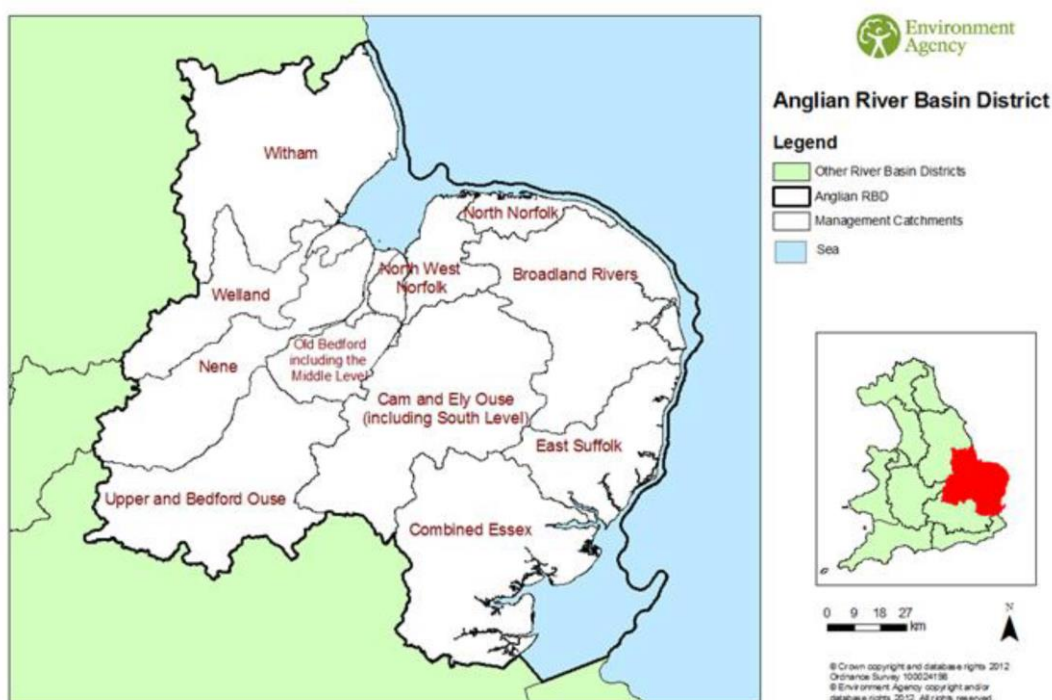 Environment
Agency
Anglian River Basin District
Legend
Other River Basin Districts
Anglian RBD
Management Catchments
Sea
Witham
North Norfolk
North West
Norfolk
Broadland Rivers
Welland
Old Bedford
including the
Middle Level
Nene
Cam and Ely Ouse
(including South Level)
East Suffolk
Upper and Bedford Ouse
Combined Essex
0 9 18 27
km
N
© Crown copyright and database rights 2012
Ordnance Survey 100024198
© Environment Agency copyright and/or
database rights 2012. All rights reserved